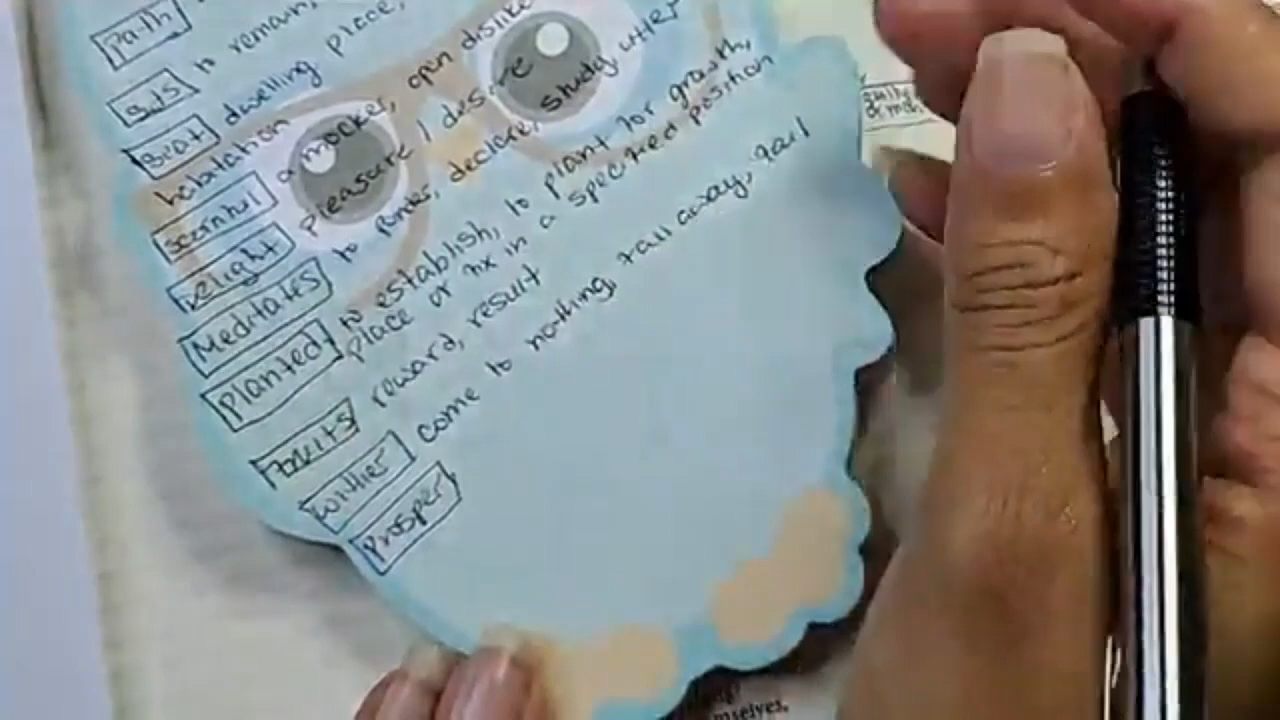 Path
Sits to remain,
Seat dwelling place,
habitation
scornful a mocker, open dislike
Delight pleasure / desire
Meditates to ponder, declare, study utter
Planted to establish, to plant for growth,
place or fix in a specified position
Fruits reward, result
Wither come to nothing, fall away, fail
Prosper
mselves.